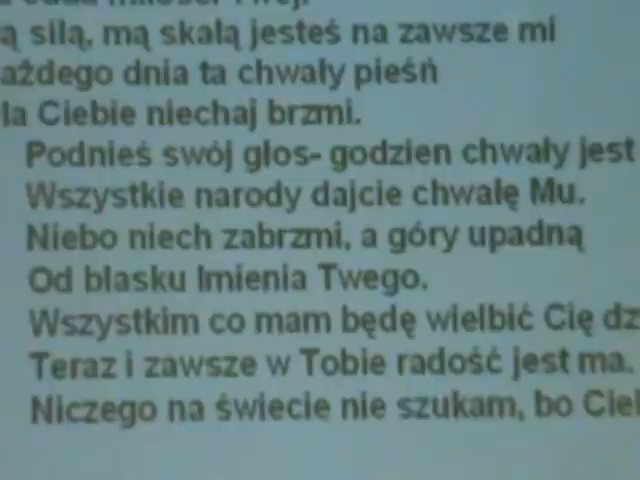 siłą, mą skałą jesteś na zawsze mi
ażdego dnia ta chwały pieśń
la Ciebie niechaj brzmi.
Podnieś swój głos- godzien chwały jest
Wszystkie narody dajcie chwałę Mu.
Niebo niech zabrzmi, a góry upadną
Od blasku Imienia Twego.
Wszystkim co mam będę wielbić Cię dz
Teraz i zawsze w Tobie radość jest ma.
Niczego na świecie nie szukam, bo